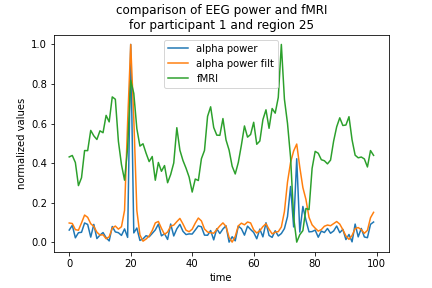 comparison of EEG power and fMRI
for participant 1 and region 25
alpha power
alpha power filt
fMRI
normalized values
1.0
0.8
0.6
0.4
0.2
0.0
0
20
40
60
80
100
time